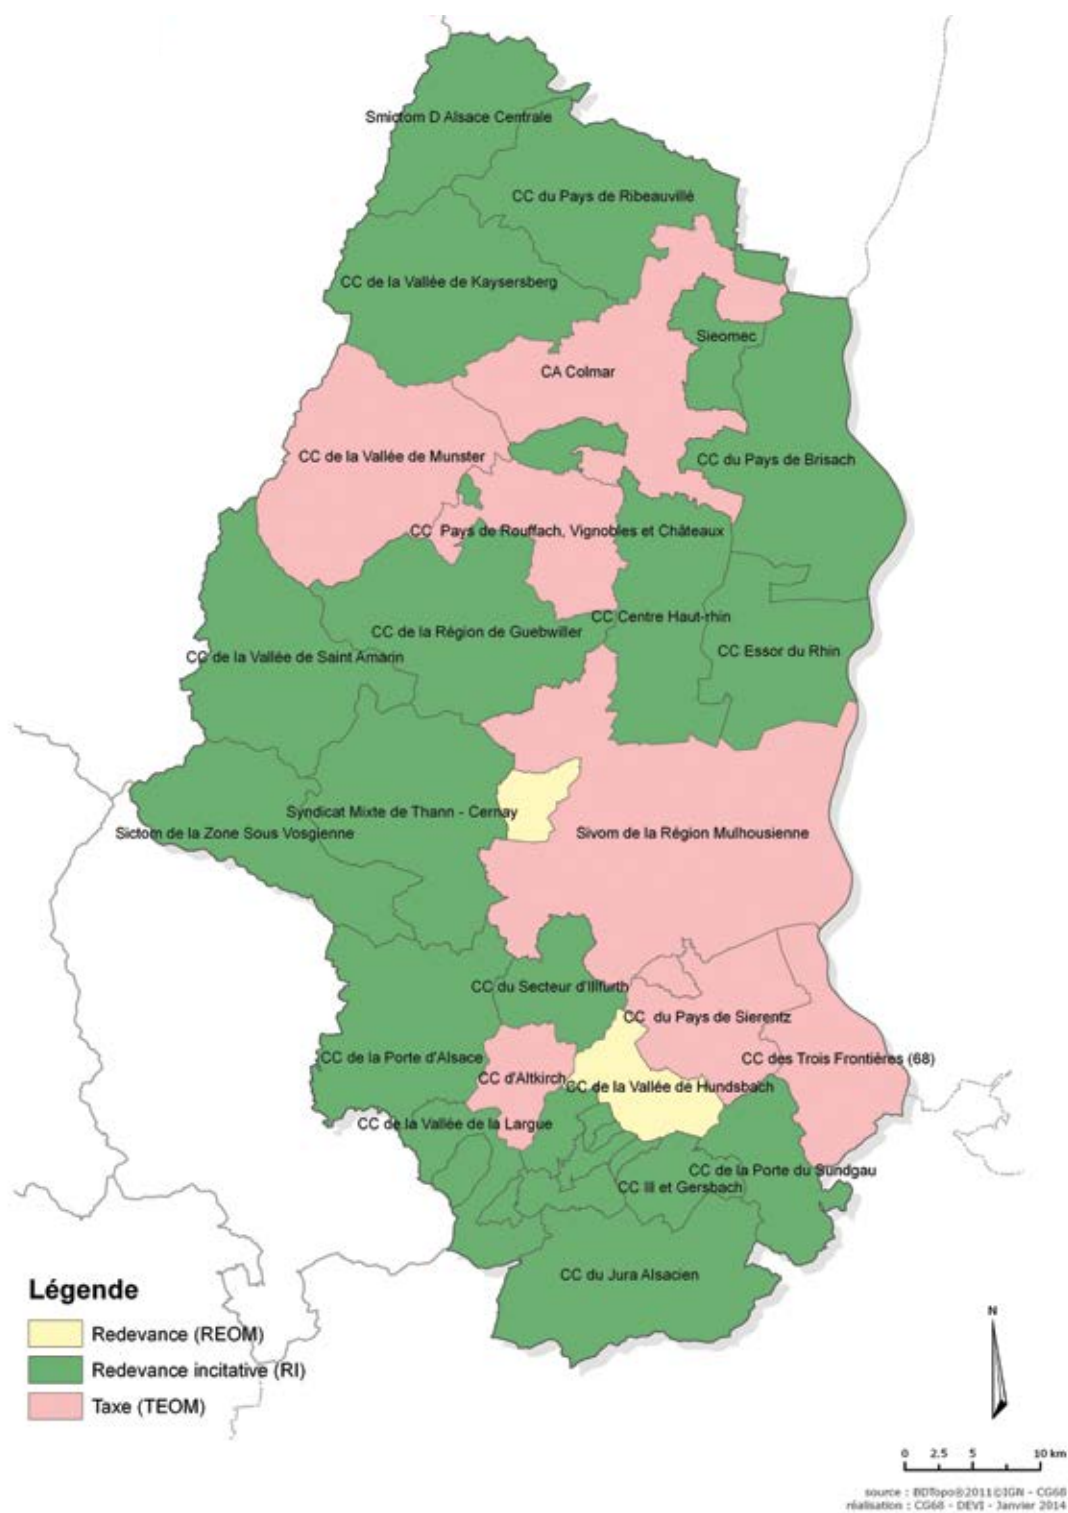 Smictom D Alsace Centrale
CC du Pays de Ribeauvillé
CC de la Vallée de Kaysersberg
Sieomec
CA Colmar
CC de la Vallée de Munster
CC du Pays de Brisach
CC Pays de Rouffach, Vignobles et Châteaux
CC Centre Haut-rhin
CC de la Région de Guebwiller
CC Essor du Rhin
CC de la Vallée de Saint Amarin
Syndicat Mixte de Thann - Cernay
Sictom de la Zone Sous Vosgienne
Sivom de la Région Mulhousienne
CC du Secteur d'Illfurth
CC du Pays de Sierentz
CC de la Porte d'Alsace
CC des Trois Frontières (68)
CC d'Altkirch
CC de la Vallée de Hundsbach
CC de la Vallée de la Largue
CC de la Porte du Sundgau
CC Ill et Gersbach
CC du Jura Alsacien
Légende
Redevance (REOM)
Redevance incitative (RI)
Taxe (TEOM)
N
0 2.5 5 10 km
source : BDTopo®2011©IGN - CG68
réalisation : CG68 - DEVI - Janvier 2014